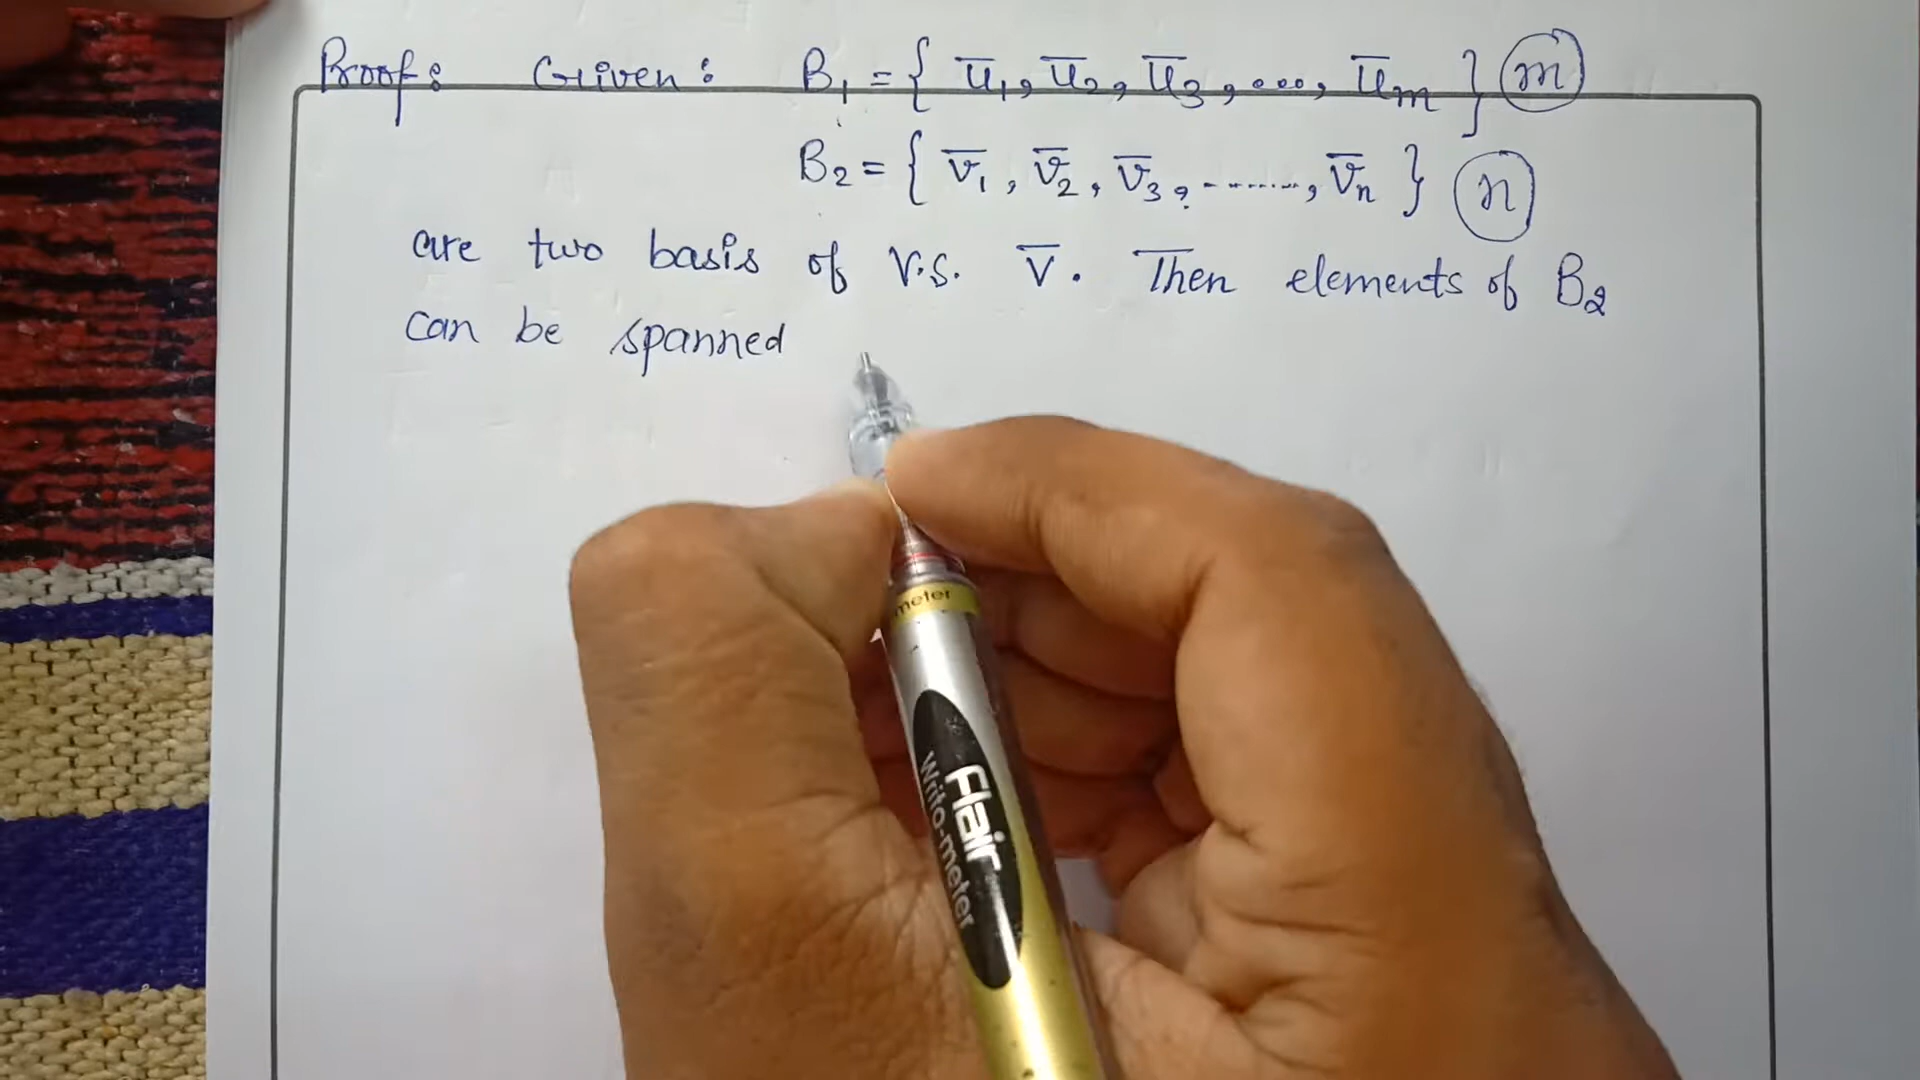 Proof: Given: B₁ = { ū₁, ū₂, ū₃, ..., ūm } m
B₂ = { v̄₁, v̄₂, v̄₃, ........, v̄n } n
are two basis of V.S. V̄. Then elements of B₂
can be spanned
meter
Flair
Writo-meter